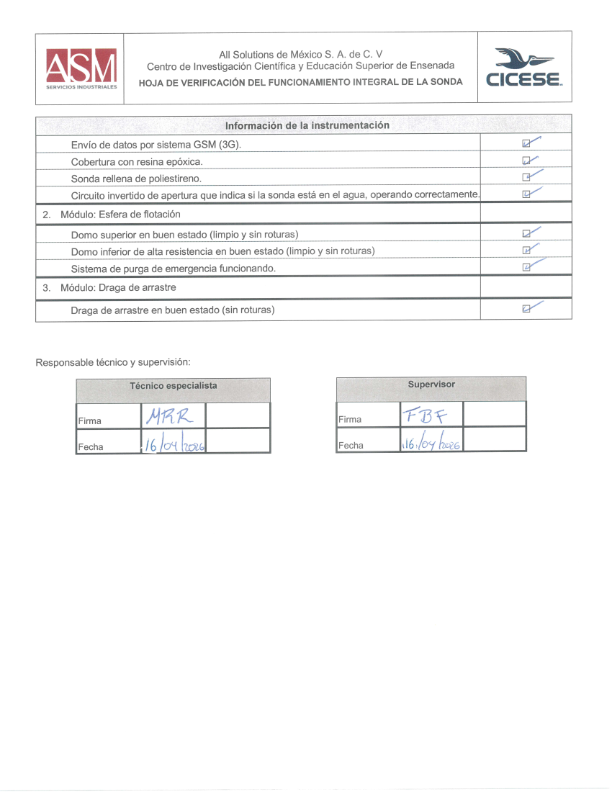 ASM
SERVICIOS INDUSTRIALES
All Solutions de México S. A. de C. V
Centro de Investigación Científica y Educación Superior de Ensenada
HOJA DE VERIFICACIÓN DEL FUNCIONAMIENTO INTEGRAL DE LA SONDA
CICESE
Información de la instrumentación
Envío de datos por sistema GSM (3G).
Cobertura con resina epóxica.
Sonda rellena de poliestireno.
Circuito invertido de apertura que indica si la sonda está en el agua, operando correctamente.
2. Módulo: Esfera de flotación
Domo superior en buen estado (limpio y sin roturas)
Domo inferior de alta resistencia en buen estado (limpio y sin roturas)
Sistema de purga de emergencia funcionando.
3. Módulo: Draga de arrastre
Draga de arrastre en buen estado (sin roturas)
Responsable técnico y supervisión:
Técnico especialista
Firma MRR
Fecha 16/04/2026
Supervisor
Firma FBF
Fecha 16/04/2026